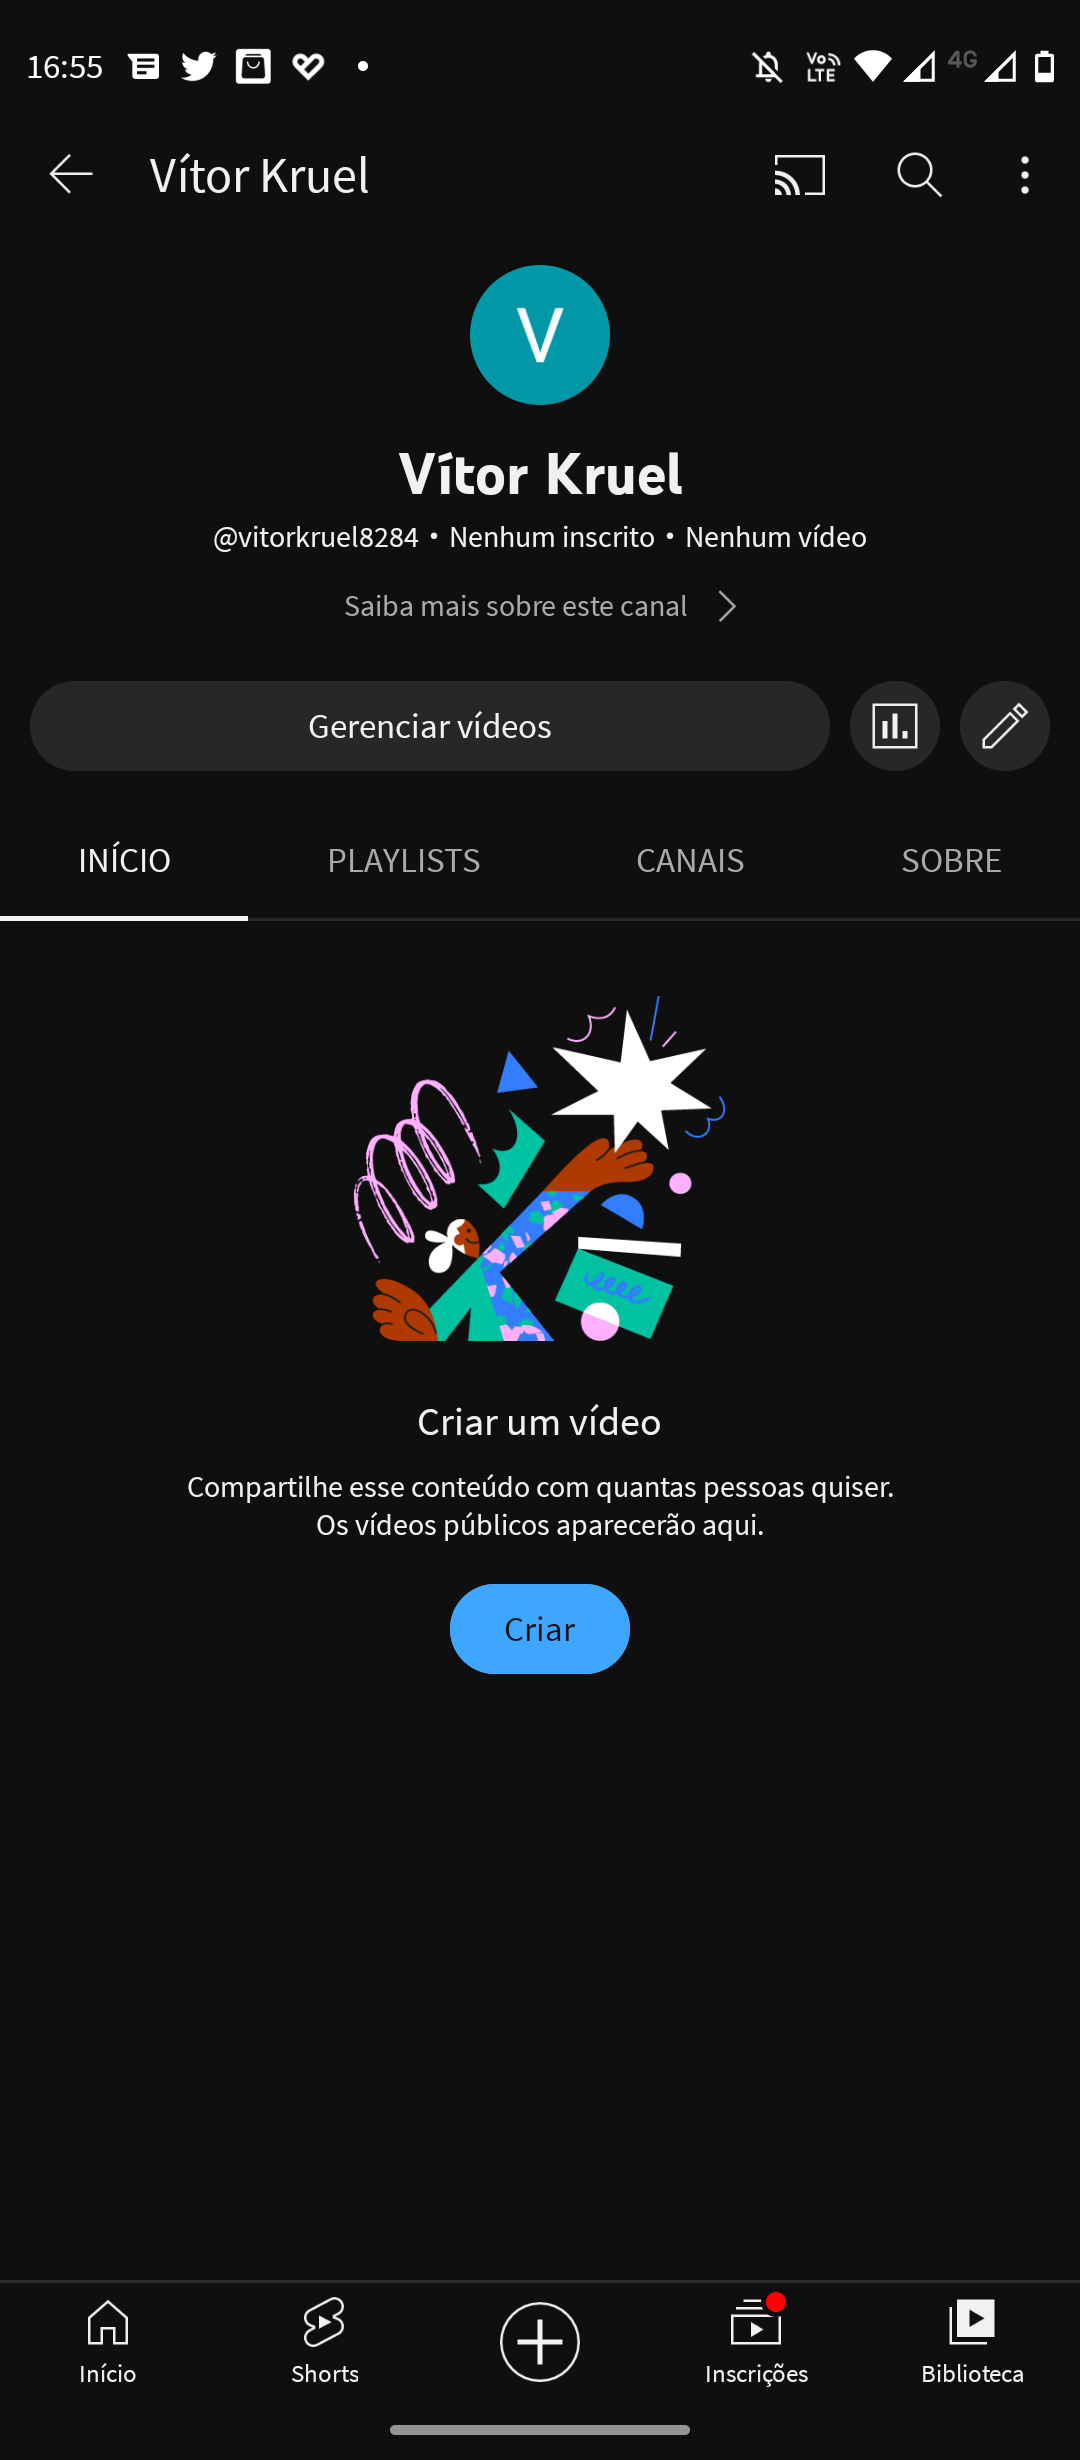 16:55
Vo
LTE
4G
Vítor Kruel
V
Vítor Kruel
@vitorkruel8284 • Nenhum inscrito • Nenhum vídeo
Saiba mais sobre este canal
Gerenciar vídeos
INÍCIO PLAYLISTS CANAIS SOBRE
Criar um vídeo
Compartilhe esse conteúdo com quantas pessoas quiser.
Os vídeos públicos aparecerão aqui.
Criar
Início Shorts Inscrições Biblioteca